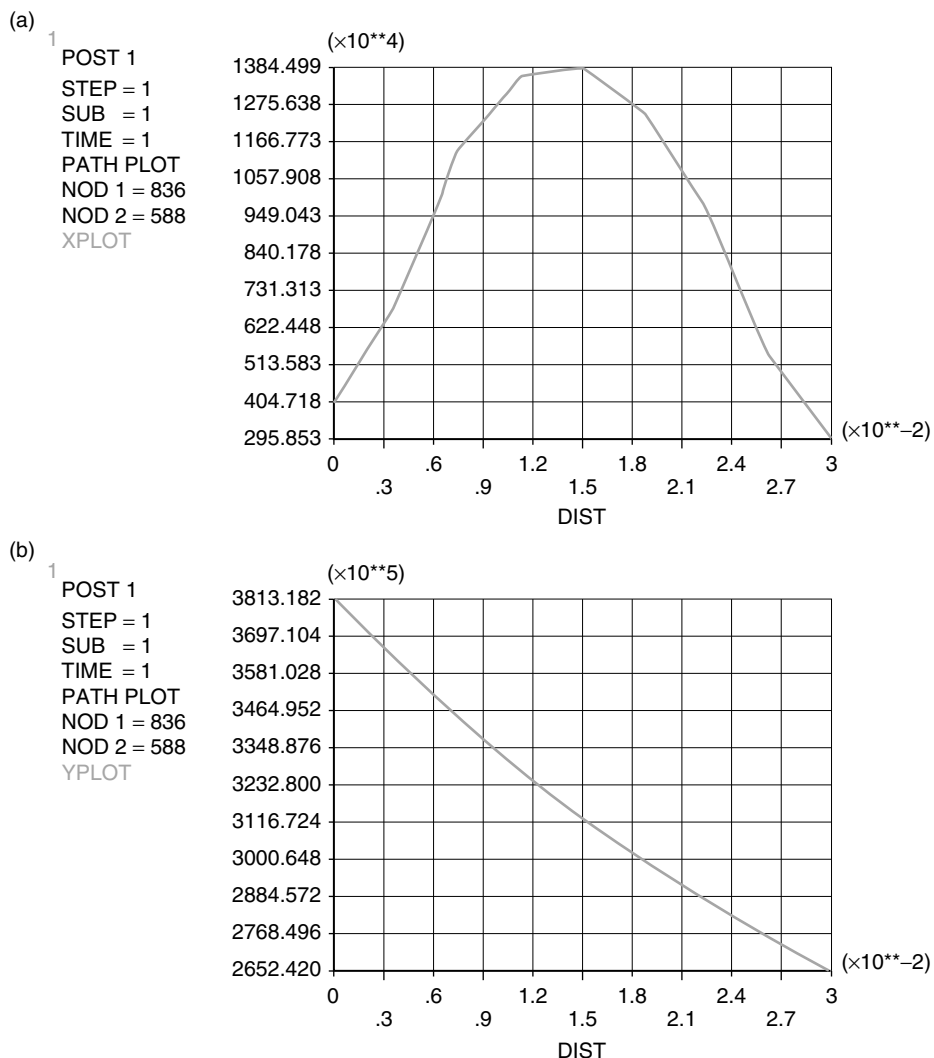 (a)
1
POST 1
STEP = 1
SUB = 1
TIME = 1
PATH PLOT
NOD 1 = 836
NOD 2 = 588
XPLOT
(×10**4)
1384.499
1275.638
1166.773
1057.908
949.043
840.178
731.313
622.448
513.583
404.718
295.853
(×10**–2)
0 .6 1.2 1.8 2.4 3
.3 .9 1.5 2.1 2.7
DIST
(b)
1
POST 1
STEP = 1
SUB = 1
TIME = 1
PATH PLOT
NOD 1 = 836
NOD 2 = 588
YPLOT
(×10**5)
3813.182
3697.104
3581.028
3464.952
3348.876
3232.800
3116.724
3000.648
2884.572
2768.496
2652.420
(×10**–2)
0 .6 1.2 1.8 2.4 3
.3 .9 1.5 2.1 2.7
DIST